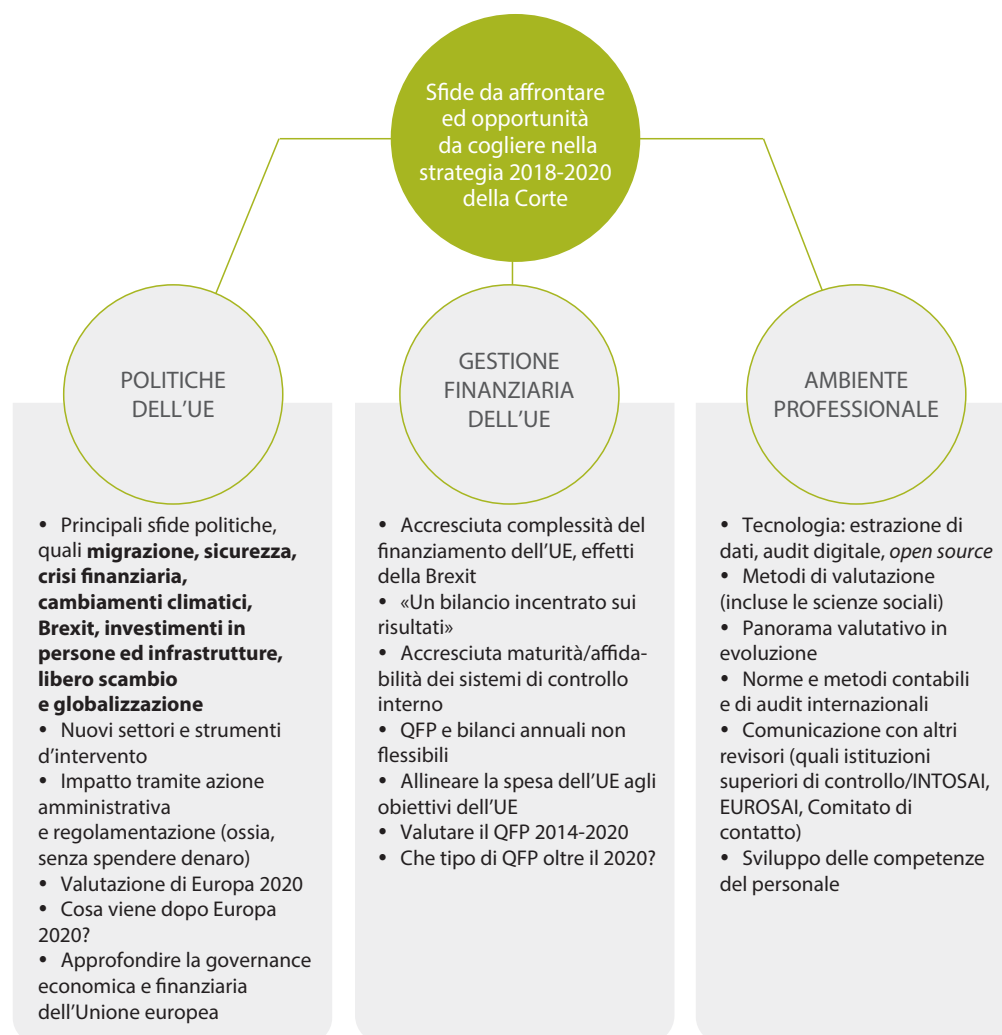 Sfide da affrontare
ed opportunità
da cogliere nella
strategia 2018-2020
della Corte
POLITICHE
DELL’UE
• Principali sfide politiche,
quali migrazione, sicurezza,
crisi finanziaria,
cambiamenti climatici,
Brexit, investimenti in
persone ed infrastrutture,
libero scambio
e globalizzazione
• Nuovi settori e strumenti
d’intervento
• Impatto tramite azione
amministrativa
e regolamentazione (ossia,
senza spendere denaro)
• Valutazione di Europa 2020
• Cosa viene dopo Europa
2020?
• Approfondire la governance
economica e finanziaria
dell’Unione europea
GESTIONE
FINANZIARIA
DELL’UE
• Accresciuta complessità del
finanziamento dell’UE, effetti
della Brexit
• «Un bilancio incentrato sui
risultati»
• Accresciuta maturità/affida-
bilità dei sistemi di controllo
interno
• QFP e bilanci annuali non
flessibili
• Allineare la spesa dell’UE agli
obiettivi dell’UE
• Valutare il QFP 2014-2020
• Che tipo di QFP oltre il 2020?
AMBIENTE
PROFESSIONALE
• Tecnologia: estrazione di
dati, audit digitale, open source
• Metodi di valutazione
(incluse le scienze sociali)
• Panorama valutativo in
evoluzione
• Norme e metodi contabili
e di audit internazionali
• Comunicazione con altri
revisori (quali istituzioni
superiori di controllo/INTOSAI,
EUROSAI, Comitato di
contatto)
• Sviluppo delle competenze
del personale